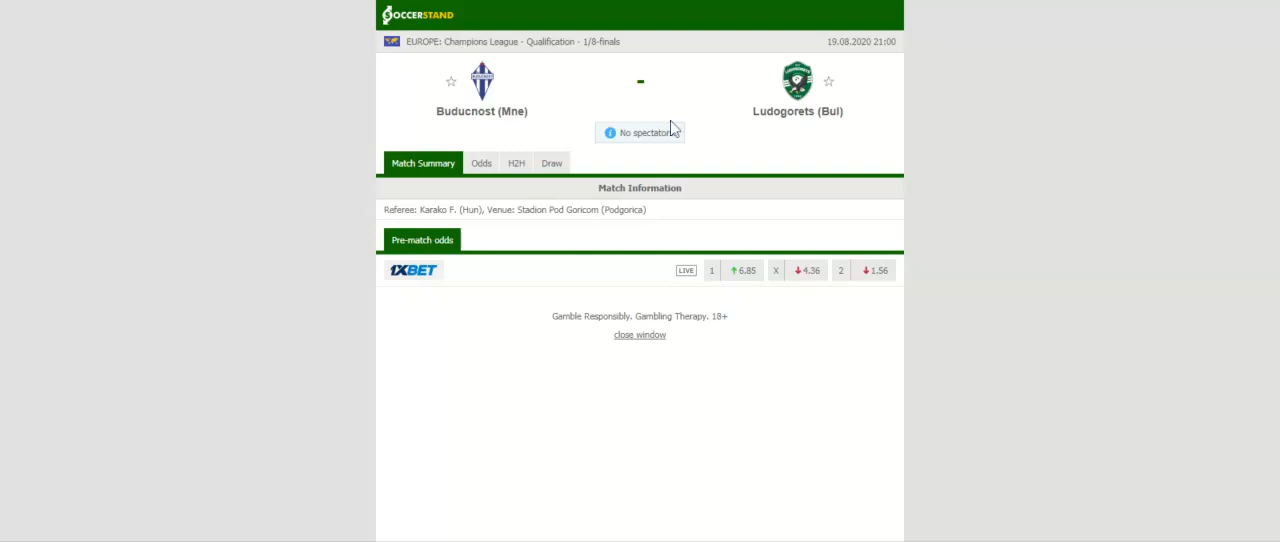 SOCCERSTAND
EUROPE: Champions League - Qualification - 1/8-finals 19.08.2020 21:00
Buducnost (Mne) - Ludogorets (Bul)
No spectators
Match Summary Odds H2H Draw
Match Information
Referee: Karako F. (Hun), Venue: Stadion Pod Goricom (Podgorica)
Pre-match odds
1XBET LIVE 1 6.85 X 4.36 2 1.56
Gamble Responsibly. Gambling Therapy. 18+
close window